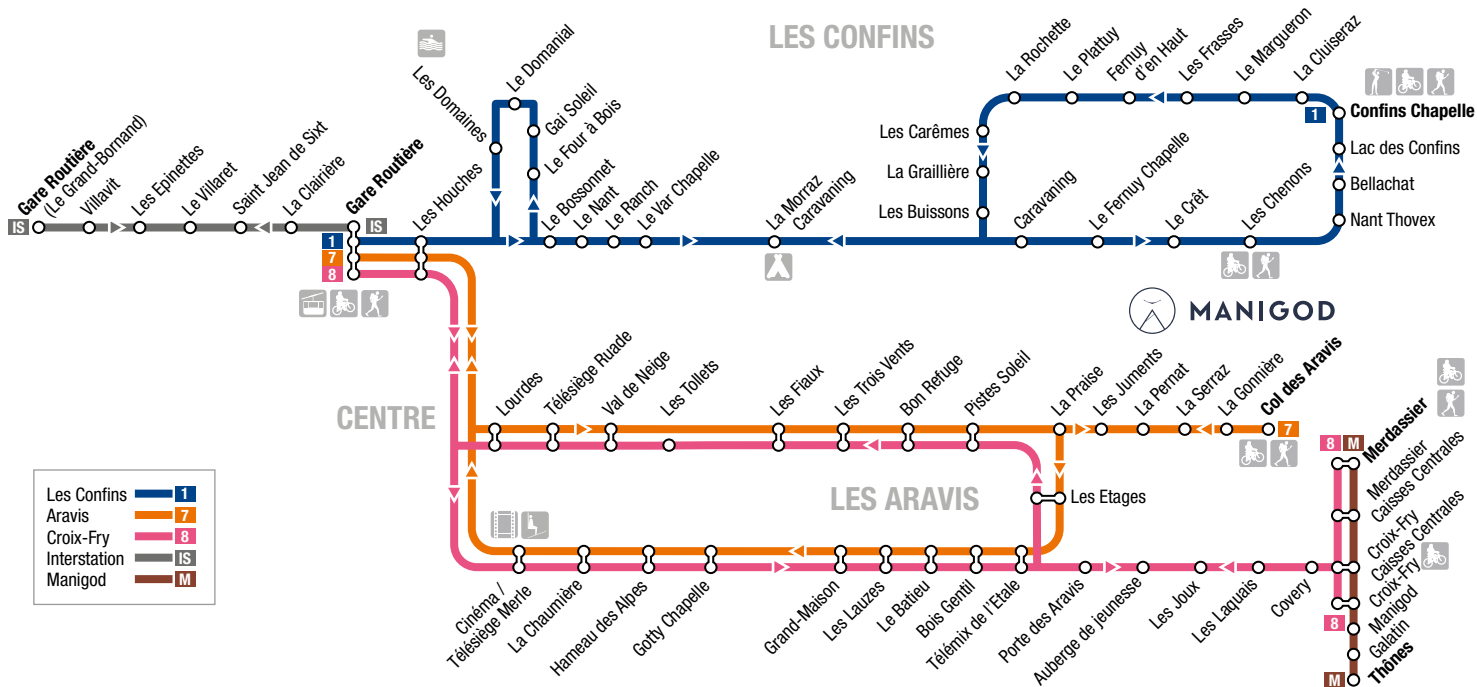 LES CONFINS
Les Domaines
Le Domanial
Gai Soleil
Le Four à Bois
La Rochette
Le Plattuy
Fernuy
d'en Haut
Les Frasses
Le Margueron
La Cluiseraz
1
Confins Chapelle
Lac des Confins
Bellachat
Nant Thovex
Les Carêmes
La Graillière
Les Buissons
IS
Gare Routière
(Le Grand-Bornand)
Villavit
Les Epinettes
Le Villaret
Saint Jean de Sixt
La Clairière
Gare Routière
IS
1
7
8
Les Houches
Le Bossonnet
Le Nant
Le Ranch
Le Var Chapelle
La Morraz
Caravaning
Caravaning
Le Fernuy Chapelle
Le Crêt
Les Chenons
MANIGOD
CENTRE
Lourdes
Télésiège Ruade
Val de Neige
Les Tollets
Les Fiaux
Les Trois Vents
Bon Refuge
Pistes Soleil
La Praise
Les Juments
La Pernat
La Serraz
La Gonnière
Col des Aravis
7
LES ARAVIS
Les Etages
Cinéma /
Télésiège Merle
La Chaumière
Hameau des Alpes
Gotty Chapelle
Grand-Maison
Les Lauzes
Le Batieu
Bois Gentil
Télémix de l'Etale
Porte des Aravis
Auberge de jeunesse
Les Joux
Les Laquais
Covery
8
M
Merdassier
Merdassier
Caisses Centrales
Croix-Fry
Caisses Centrales
Croix-Fry
Manigod
Galatin
Thônes
8
M
Les Confins 1
Aravis 7
Croix-Fry 8
Interstation IS
Manigod M